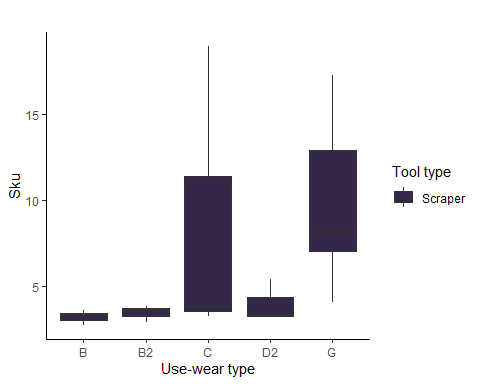 15
10
5
Sku
B B2 C D2 G
Use-wear type
Tool type
Scraper